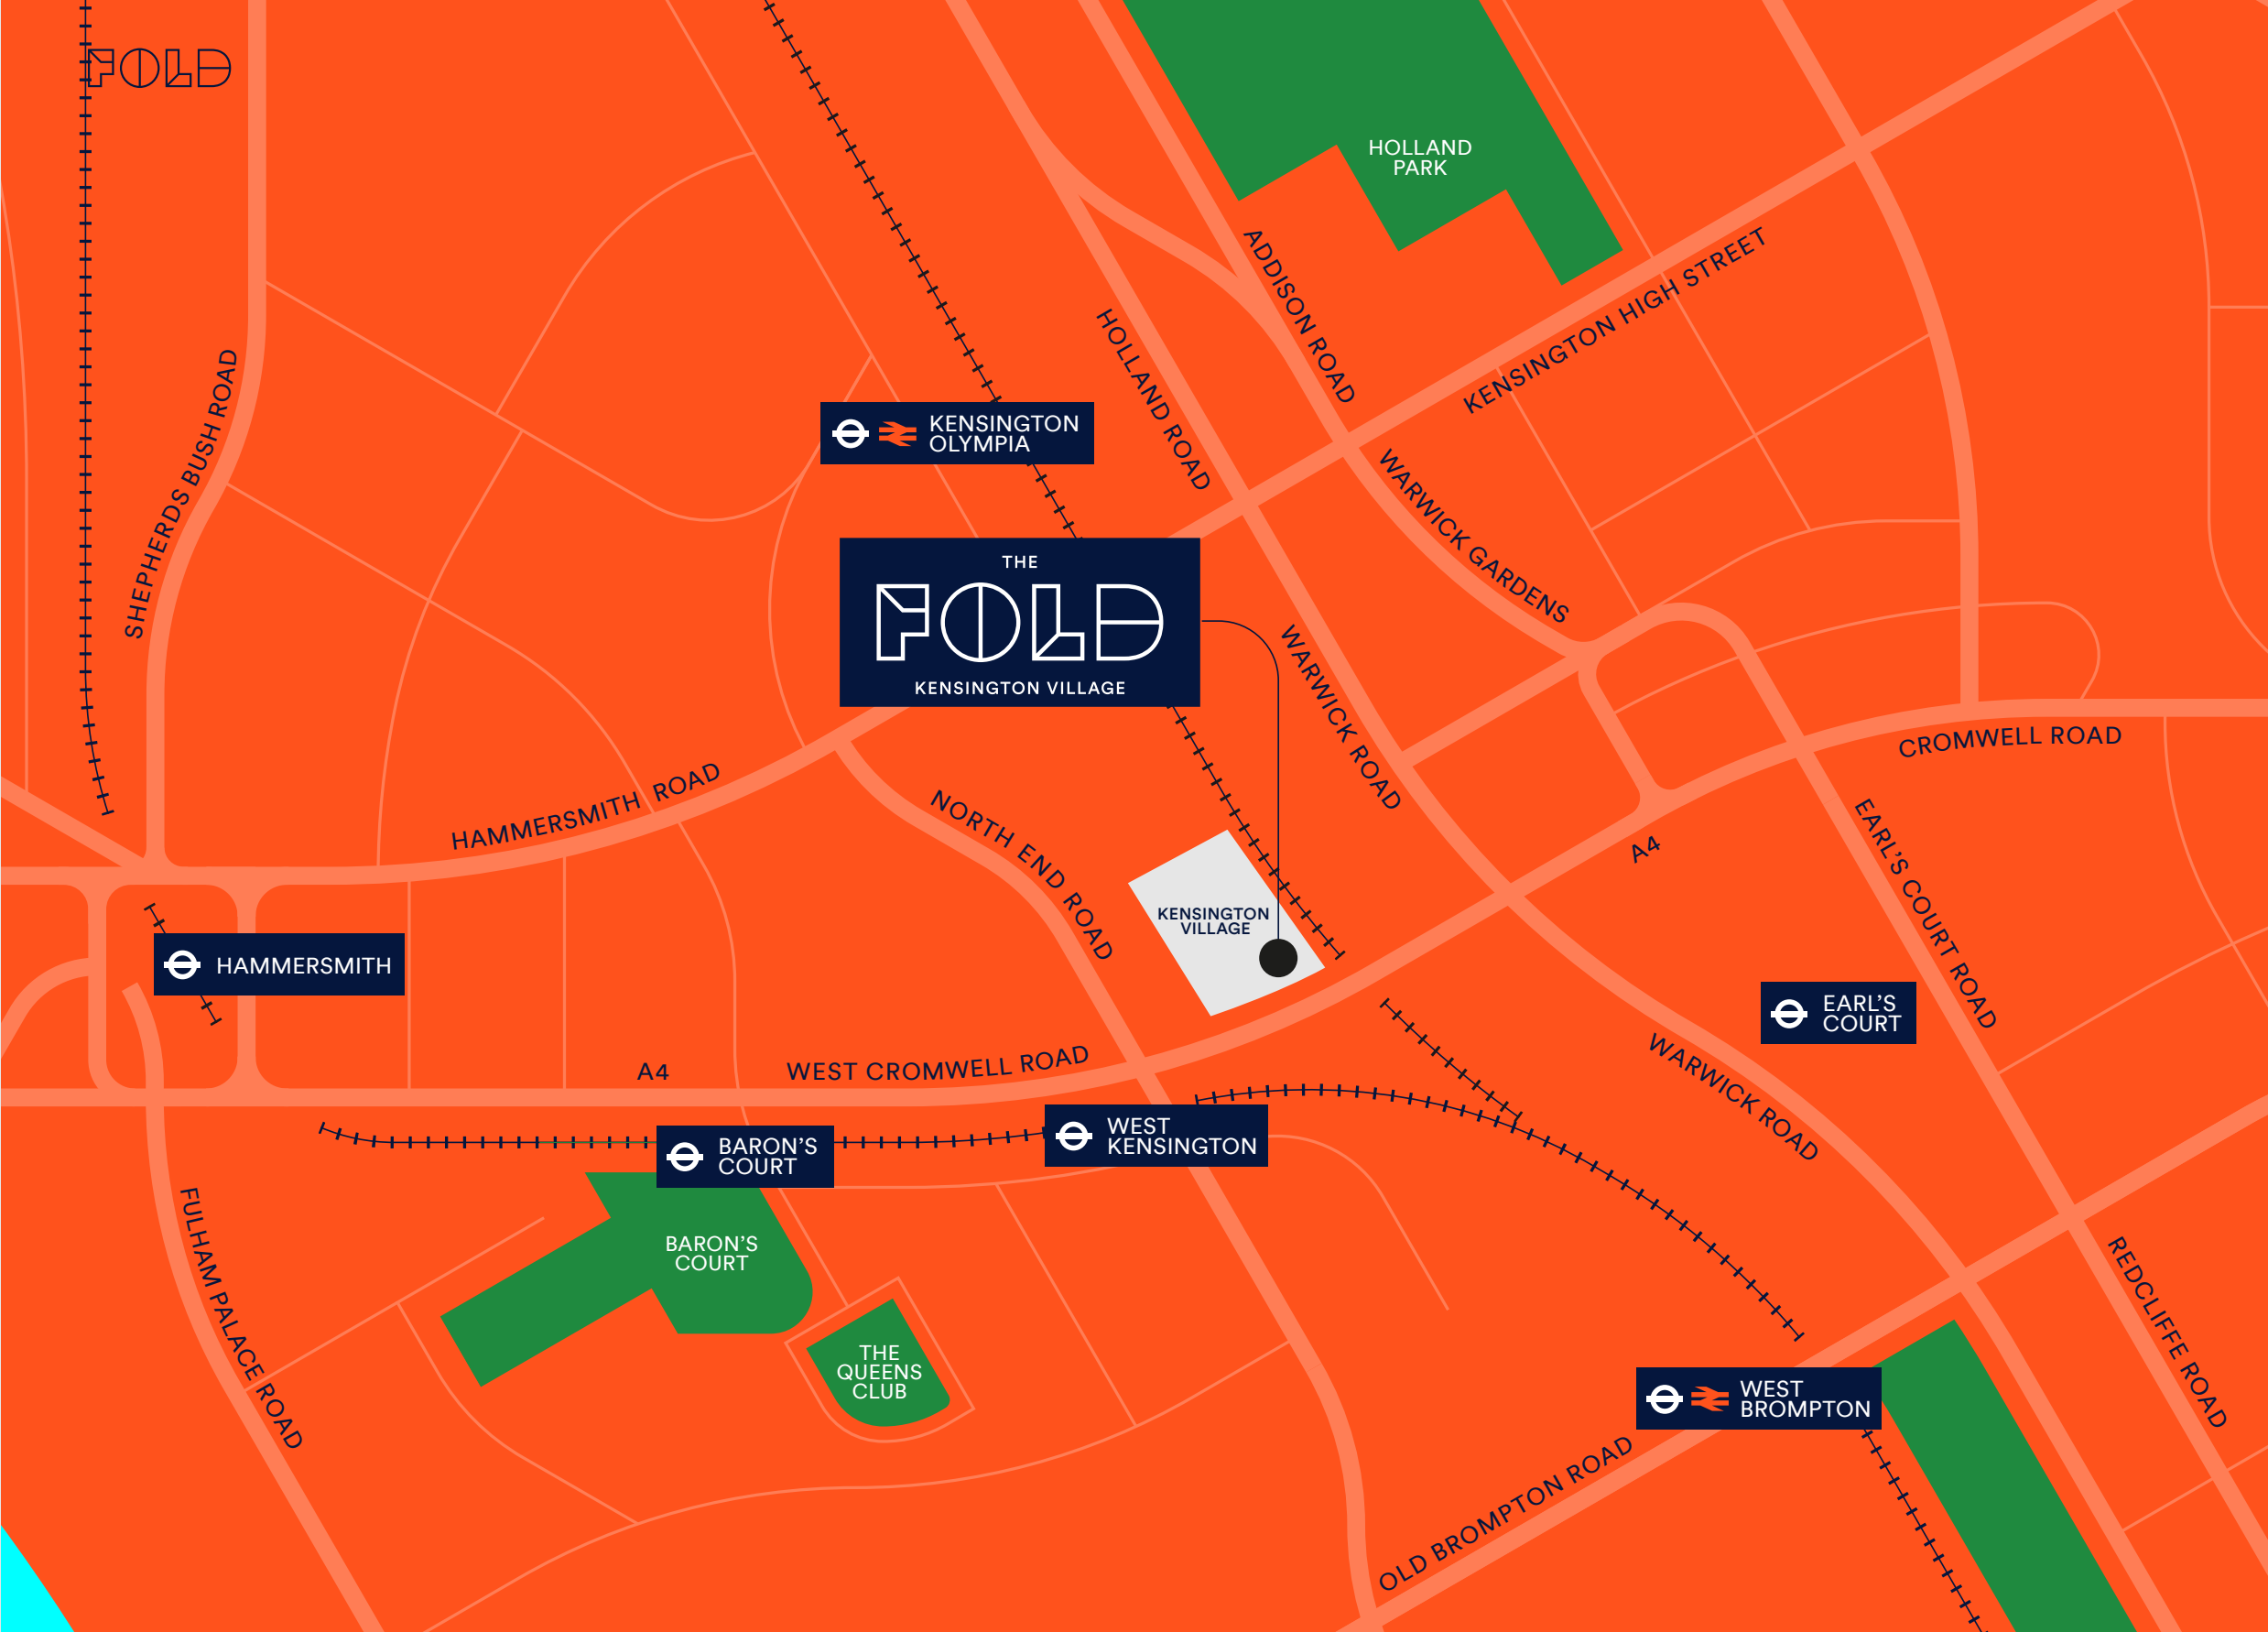 FOLD
HOLLAND
PARK
ADDISON ROAD
KENSINGTON HIGH STREET
HOLLAND ROAD
SHEPHERDS BUSH ROAD
KENSINGTON
OLYMPIA
WARWICK GARDENS
THE
FOLD
KENSINGTON VILLAGE
WARWICK ROAD
CROMWELL ROAD
HAMMERSMITH ROAD
NORTH END ROAD
A4
EARL'S COURT ROAD
KENSINGTON
VILLAGE
HAMMERSMITH
EARL'S
COURT
A4
WEST CROMWELL ROAD
WARWICK ROAD
WEST
KENSINGTON
BARON'S
COURT
FULHAM PALACE ROAD
BARON'S
COURT
REDCLIFFE ROAD
THE
QUEENS
CLUB
WEST
BROMPTON
OLD BROMPTON ROAD